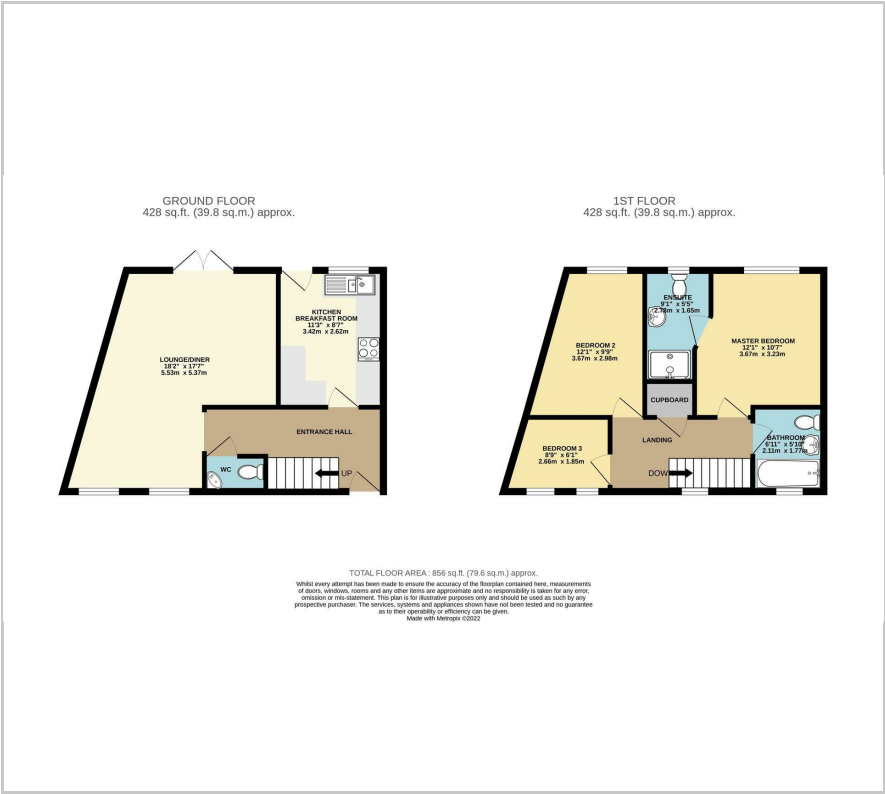 GROUND FLOOR
428 sq.ft. (39.8 sq.m.) approx.
LOUNGE/DINER
18'2" x 17'7"
5.53m x 5.37m
KITCHEN
BREAKFAST ROOM
11'3" x 8'7"
3.42m x 2.62m
ENTRANCE HALL
WC
UP
1ST FLOOR
428 sq.ft. (39.8 sq.m.) approx.
BEDROOM 2
12'1" x 9'9"
3.67m x 2.98m
ENSUITE
9'1" x 5'5"
2.78m x 1.65m
MASTER BEDROOM
12'1" x 10'7"
3.67m x 3.23m
CUPBOARD
BEDROOM 3
8'9" x 6'1"
2.66m x 1.85m
LANDING
DOW
BATHROOM
6'11" x 5'10"
2.11m x 1.77m
TOTAL FLOOR AREA : 856 sq.ft. (79.6 sq.m.) approx.
Whilst every attempt has been made to ensure the accuracy of the floorplan contained here, measurements
of doors, windows, rooms and any other items are approximate and no responsibility is taken for any error,
omission or mis-statement. This plan is for illustrative purposes only and should be used as such by any
prospective purchaser. The services, systems and appliances shown have not been tested and no guarantee
as to their operability or efficiency can be given.
Made with Metropix ©2022